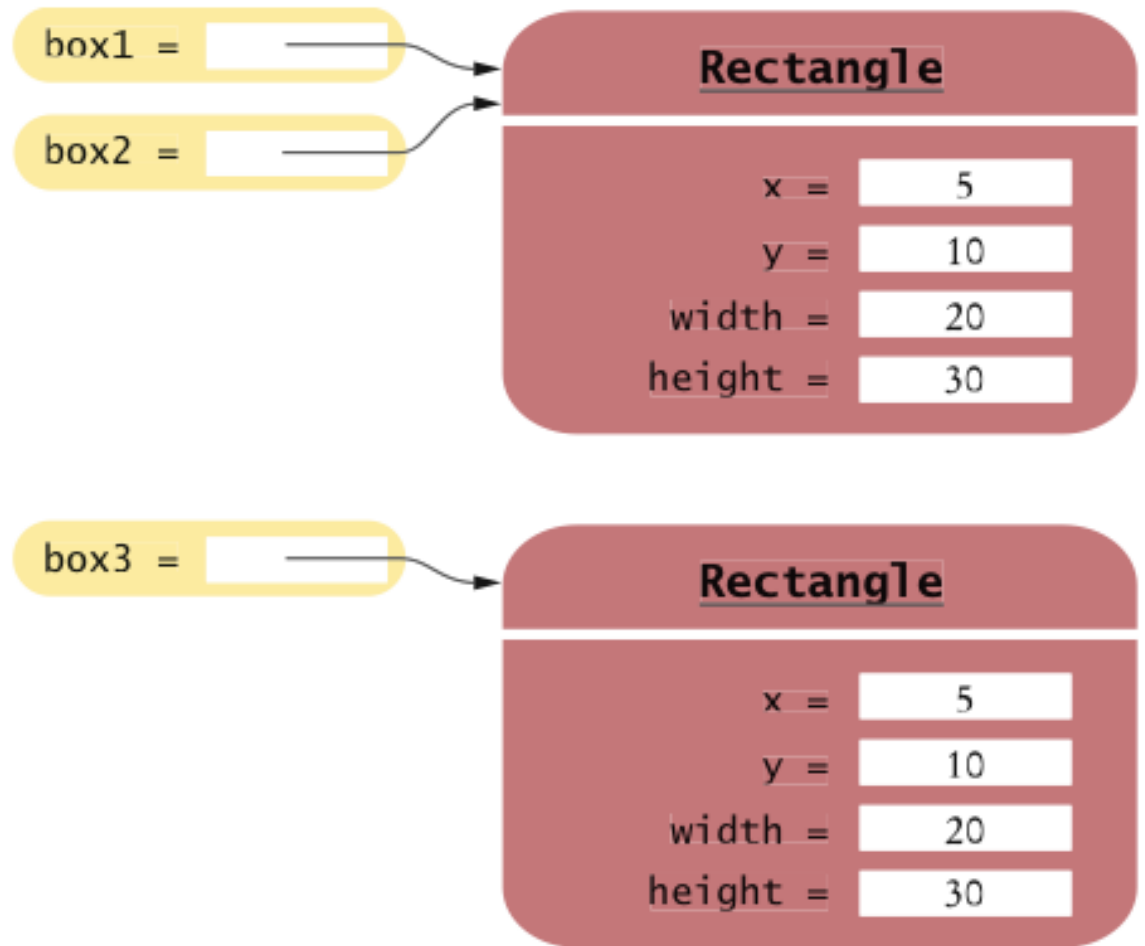 box1 =
box2 =
Rectangle
x = 5
y = 10
width = 20
height = 30
box3 =
Rectangle
x = 5
y = 10
width = 20
height = 30